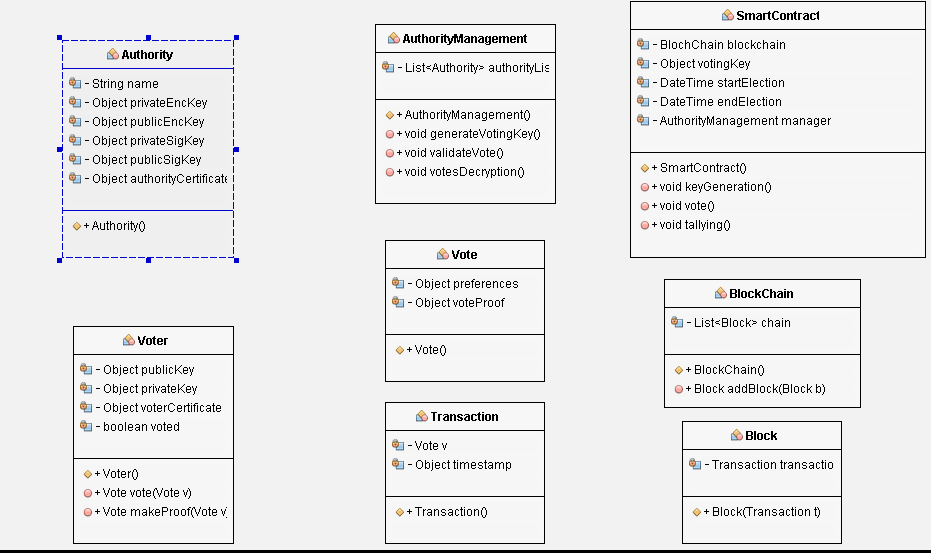 Authority
- String name
- Object privateEncKey
- Object publicEncKey
- Object privateSigKey
- Object publicSigKey
- Object authorityCertificate
+ Authority()
AuthorityManagement
- List<Authority> authorityLis
+ AuthorityManagement()
+ void generateVotingKey()
+ void validateVote()
+ void votesDecryption()
SmartContract
- BlochChain blockchain
- Object votingKey
- DateTime startElection
- DateTime endElection
- AuthorityManagement manager
+ SmartContract()
+ void keyGeneration()
+ void vote()
+ void tallying()
Vote
- Object preferences
- Object voteProof
+ Vote()
BlockChain
- List<Block> chain
+ BlockChain()
+ Block addBlock(Block b)
Voter
- Object publicKey
- Object privateKey
- Object voterCertificate
- boolean voted
+ Voter()
+ Vote vote(Vote v)
+ Vote makeProof(Vote v)
Transaction
- Vote v
- Object timestamp
+ Transaction()
Block
- Transaction transactio
+ Block(Transaction t)